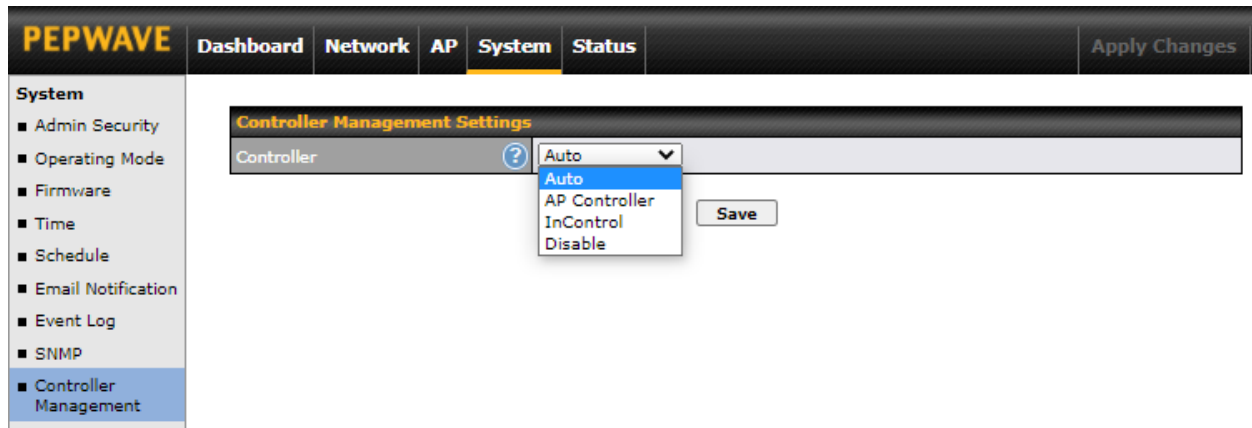 PEPWAVE Dashboard Network AP System Status Apply Changes
System
Admin Security
Operating Mode
Firmware
Time
Schedule
Email Notification
Event Log
SNMP
Controller
Management
Controller Management Settings
Controller ? Auto
Auto
AP Controller
InControl
Disable
Save